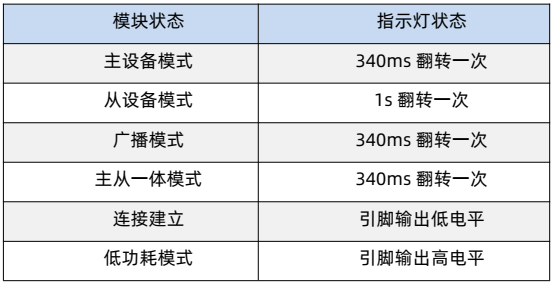 模块状态 指示灯状态
主设备模式 340ms 翻转一次
从设备模式 1s 翻转一次
广播模式 340ms 翻转一次
主从一体模式 340ms 翻转一次
连接建立 引脚输出低电平
低功耗模式 引脚输出高电平